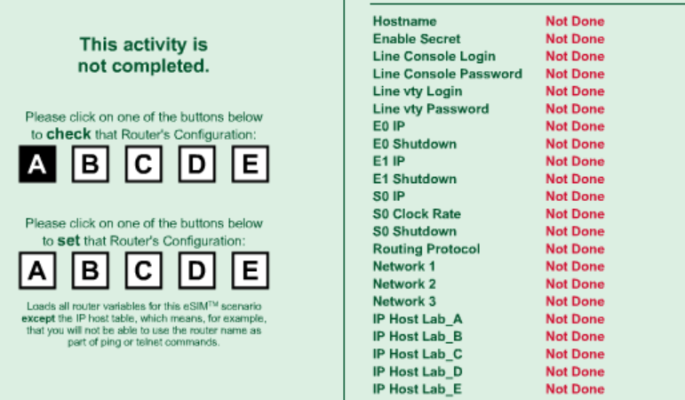 This activity is
not completed.
Please click on one of the buttons below
to check that Router's Configuration:
A B C D E
Please click on one of the buttons below
to set that Router's Configuration:
A B C D E
Loads all router variables for this eSIM™ scenario
except the IP host table, which means, for example,
that you will not be able to use the router name as
part of ping or telnet commands.
Hostname Not Done
Enable Secret Not Done
Line Console Login Not Done
Line Console Password Not Done
Line vty Login Not Done
Line vty Password Not Done
E0 IP Not Done
E0 Shutdown Not Done
E1 IP Not Done
E1 Shutdown Not Done
S0 IP Not Done
S0 Clock Rate Not Done
S0 Shutdown Not Done
Routing Protocol Not Done
Network 1 Not Done
Network 2 Not Done
Network 3 Not Done
IP Host Lab_A Not Done
IP Host Lab_B Not Done
IP Host Lab_C Not Done
IP Host Lab_D Not Done
IP Host Lab_E Not Done